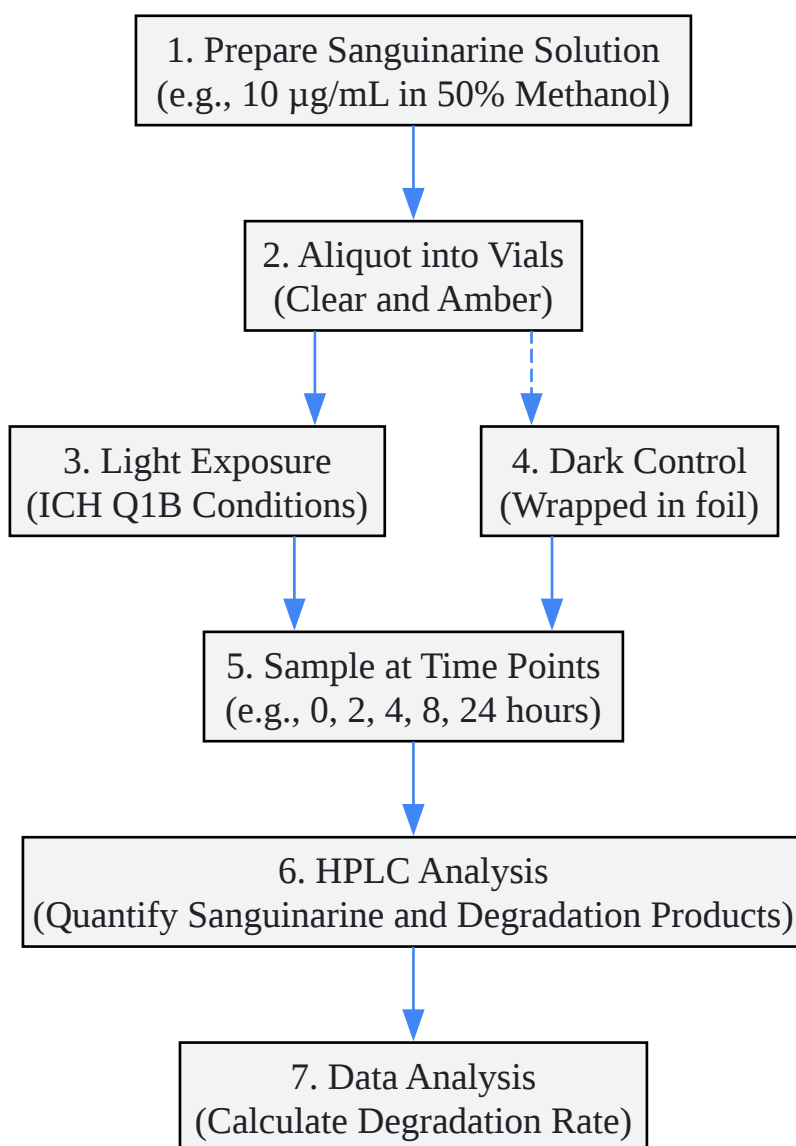 1. Prepare Sanguinarine Solution
(e.g., 10 µg/mL in 50% Methanol)
2. Aliquot into Vials
(Clear and Amber)
3. Light Exposure
(ICH Q1B Conditions)
4. Dark Control
(Wrapped in foil)
5. Sample at Time Points
(e.g., 0, 2, 4, 8, 24 hours)
6. HPLC Analysis
(Quantify Sanguinarine and Degradation Products)
7. Data Analysis
(Calculate Degradation Rate)